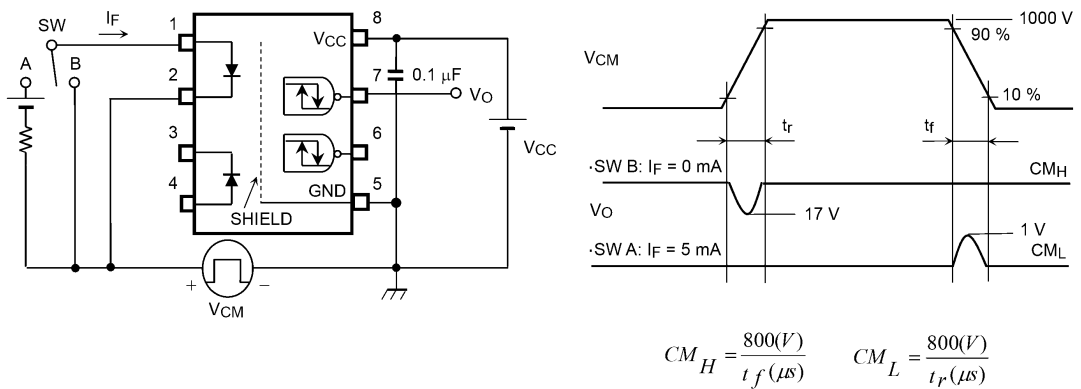 SW
IF
A
B
1
2
3
4
VCC
8
7
6
5
0.1 μF
VO
VCC
GND
SHIELD
+
−
VCM
VCM
1000 V
90 %
10 %
tr
tf
·SW B: IF = 0 mA
CMH
VO
17 V
1 V
·SW A: IF = 5 mA
CML
CMH = 800(V) / tf (μs)
CML = 800(V) / tr (μs)